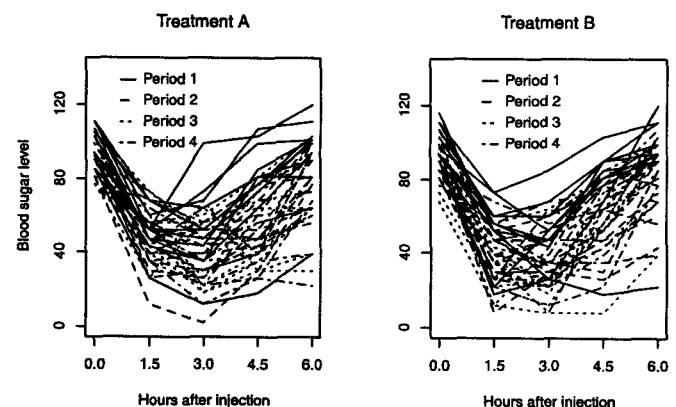 Treatment A
Period 1
Period 2
Period 3
Period 4
Blood sugar level
120
80
40
0
0.0 1.5 3.0 4.5 6.0
Hours after injection
Treatment B
Period 1
Period 2
Period 3
Period 4
120
80
40
0
0.0 1.5 3.0 4.5 6.0
Hours after injection